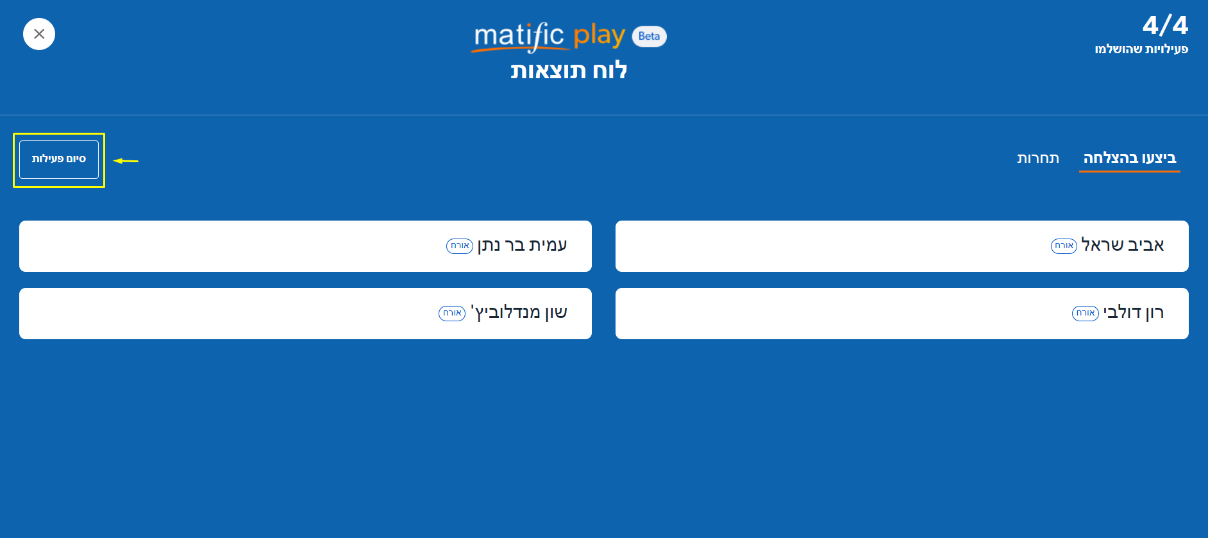 4/4
פעילויות שהושלמו
matific play Beta
לוח תוצאות
ביצעו בהצלחה
תחרות
סיום פעילות
אביב שראל אורח
עמית בר נתן אורח
רון דולבי אורח
שון מנדלוביץ' אורח